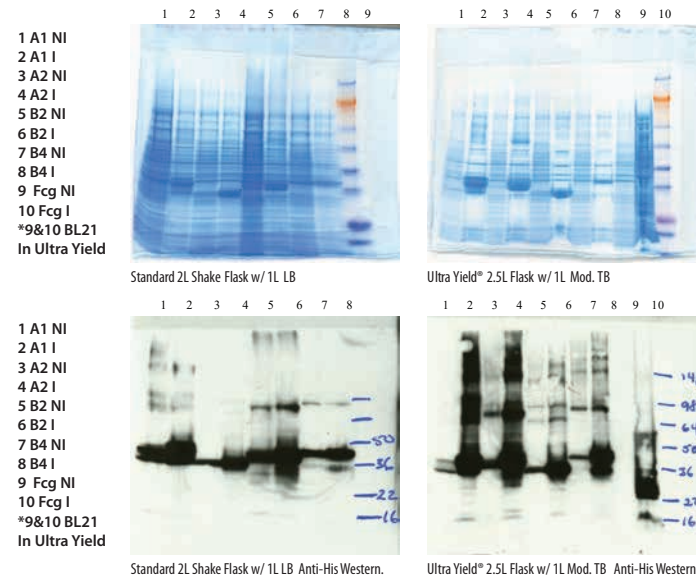 1 2 3 4 5 6 7 8 9
1 2 3 4 5 6 7 8 9 10
1 A1 NI
2 A1 I
3 A2 NI
4 A2 I
5 B2 NI
6 B2 I
7 B4 NI
8 B4 I
9 Fcg NI
10 Fcg I
*9&10 BL21
In Ultra Yield
Standard 2L Shake Flask w/ 1L LB
Ultra Yield® 2.5L Flask w/ 1L Mod. TB
1 2 3 4 5 6 7 8
1 2 3 4 5 6 7 8 9 10
1 A1 NI
2 A1 I
3 A2 NI
4 A2 I
5 B2 NI
6 B2 I
7 B4 NI
8 B4 I
9 Fcg NI
10 Fcg I
*9&10 BL21
In Ultra Yield
36
22
16
98
64
50
36
16
Standard 2L Shake Flask w/ 1L LB Anti-His Western.
Ultra Yield® 2.5L Flask w/ 1L Mod. TB Anti-His Western